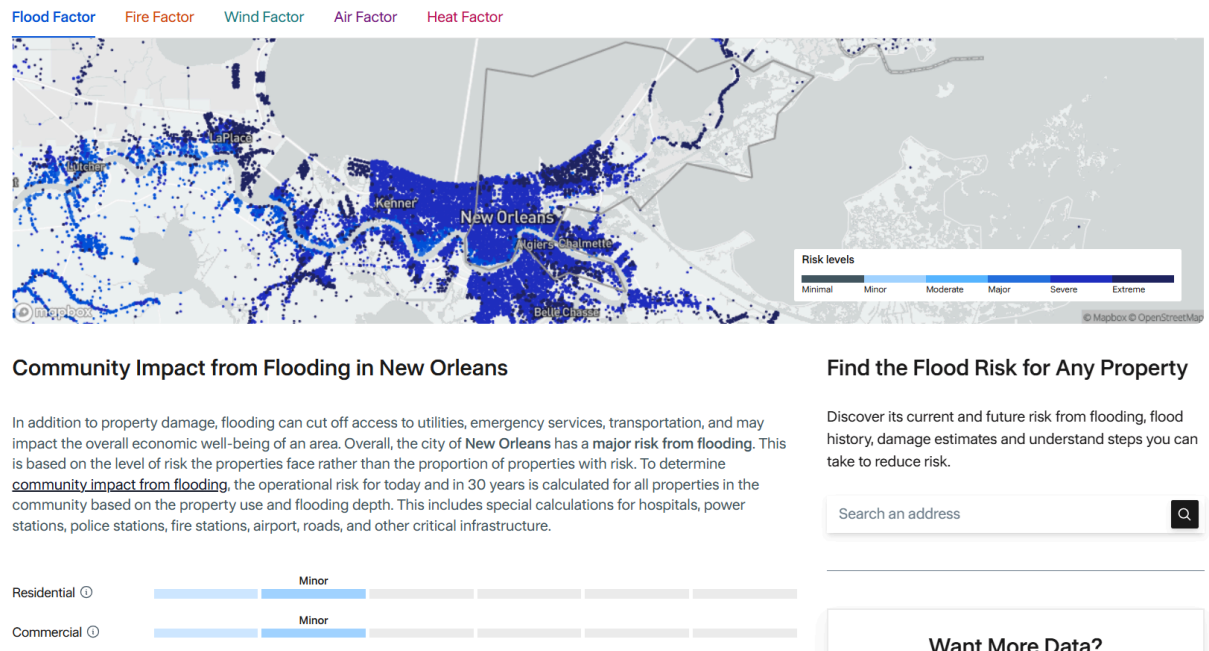 Flood Factor Fire Factor Wind Factor Air Factor Heat Factor
LaPlace
Lutcher
Kenner
New Orleans
Algiers Chalmette
Belle Chasse
Risk levels
Minimal Minor Moderate Major Severe Extreme
mapbox
© Mapbox © OpenStreetMap
Community Impact from Flooding in New Orleans
In addition to property damage, flooding can cut off access to utilities, emergency services, transportation, and may
impact the overall economic well-being of an area. Overall, the city of New Orleans has a major risk from flooding. This
is based on the level of risk the properties face rather than the proportion of properties with risk. To determine
community impact from flooding, the operational risk for today and in 30 years is calculated for all properties in the
community based on the property use and flooding depth. This includes special calculations for hospitals, power
stations, police stations, fire stations, airport, roads, and other critical infrastructure.
Minor
Residential
Minor
Commercial
Find the Flood Risk for Any Property
Discover its current and future risk from flooding, flood
history, damage estimates and understand steps you can
take to reduce risk.
Search an address
Want More Data?